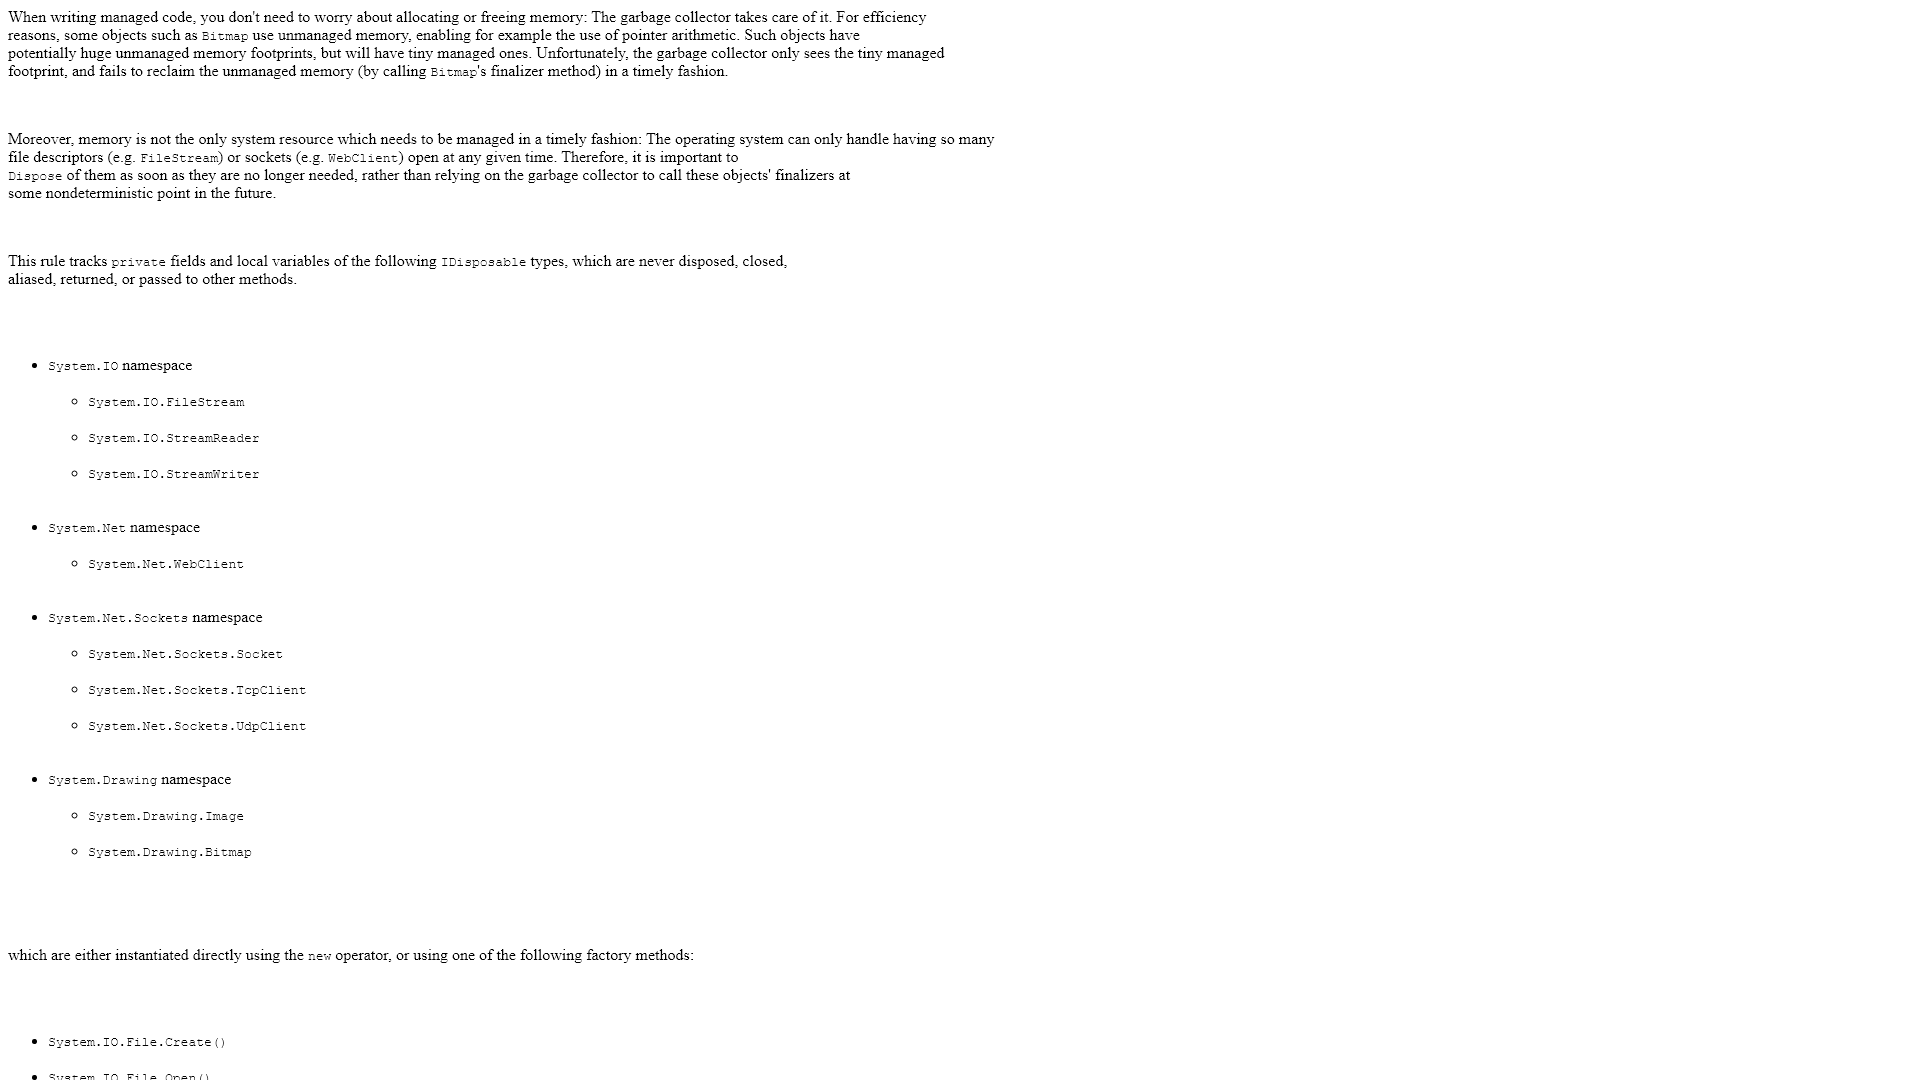 When writing managed code, you don't need to worry about allocating or freeing memory: The garbage collector takes care of it. For efficiency
reasons, some objects such as Bitmap use unmanaged memory, enabling for example the use of pointer arithmetic. Such objects have
potentially huge unmanaged memory footprints, but will have tiny managed ones. Unfortunately, the garbage collector only sees the tiny managed
footprint, and fails to reclaim the unmanaged memory (by calling Bitmap's finalizer method) in a timely fashion.
Moreover, memory is not the only system resource which needs to be managed in a timely fashion: The operating system can only handle having so many
file descriptors (e.g. FileStream) or sockets (e.g. WebClient) open at any given time. Therefore, it is important to
Dispose of them as soon as they are no longer needed, rather than relying on the garbage collector to call these objects' finalizers at
some nondeterministic point in the future.
This rule tracks private fields and local variables of the following IDisposable types, which are never disposed, closed,
aliased, returned, or passed to other methods.
System.IO namespace
System.IO.FileStream
System.IO.StreamReader
System.IO.StreamWriter
System.Net namespace
System.Net.WebClient
System.Net.Sockets namespace
System.Net.Sockets.Socket
System.Net.Sockets.TcpClient
System.Net.Sockets.UdpClient
System.Drawing namespace
System.Drawing.Image
System.Drawing.Bitmap
which are either instantiated directly using the new operator, or using one of the following factory methods:
System.IO.File.Create()
System.IO.File.Open()